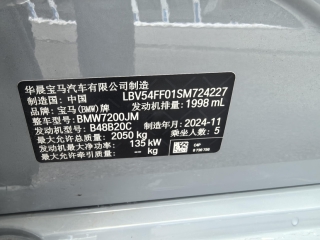 华晨宝马汽车有限公司制造
制造国：中国 LBV54FF01SM724227
品牌：宝马(BMW)牌 发动机排量：1998 mL
整车型号：BMW7200JM
发动机型号：B48B20C 制造年月：2024-11
最大允许总质量：2050 kg 乘坐人数：5
发动机最大净功率：135 kW
最大允许牵引质量：—— kg